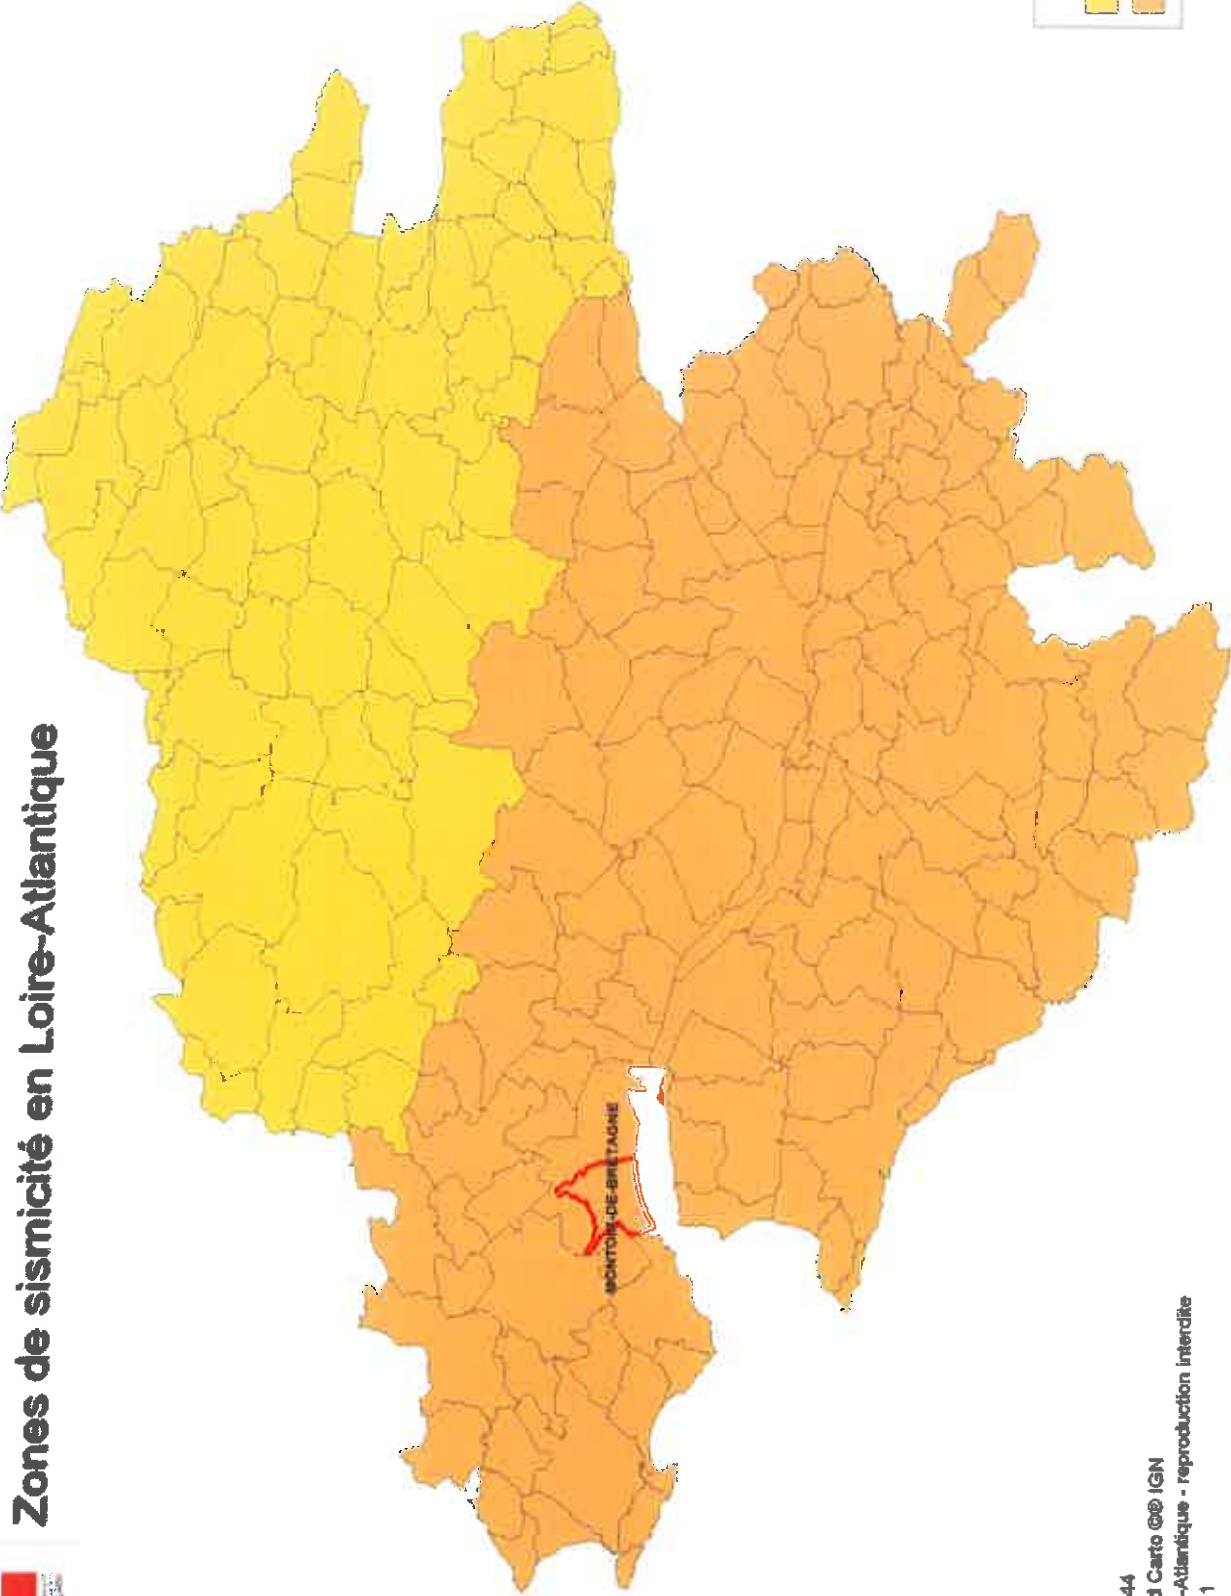 Zones de sismicité en Loire-Atlantique
MONTOIR-DE-BRETAGNE
44
d Carto ©® IGN
-Atlantique - reproduction interdite
1